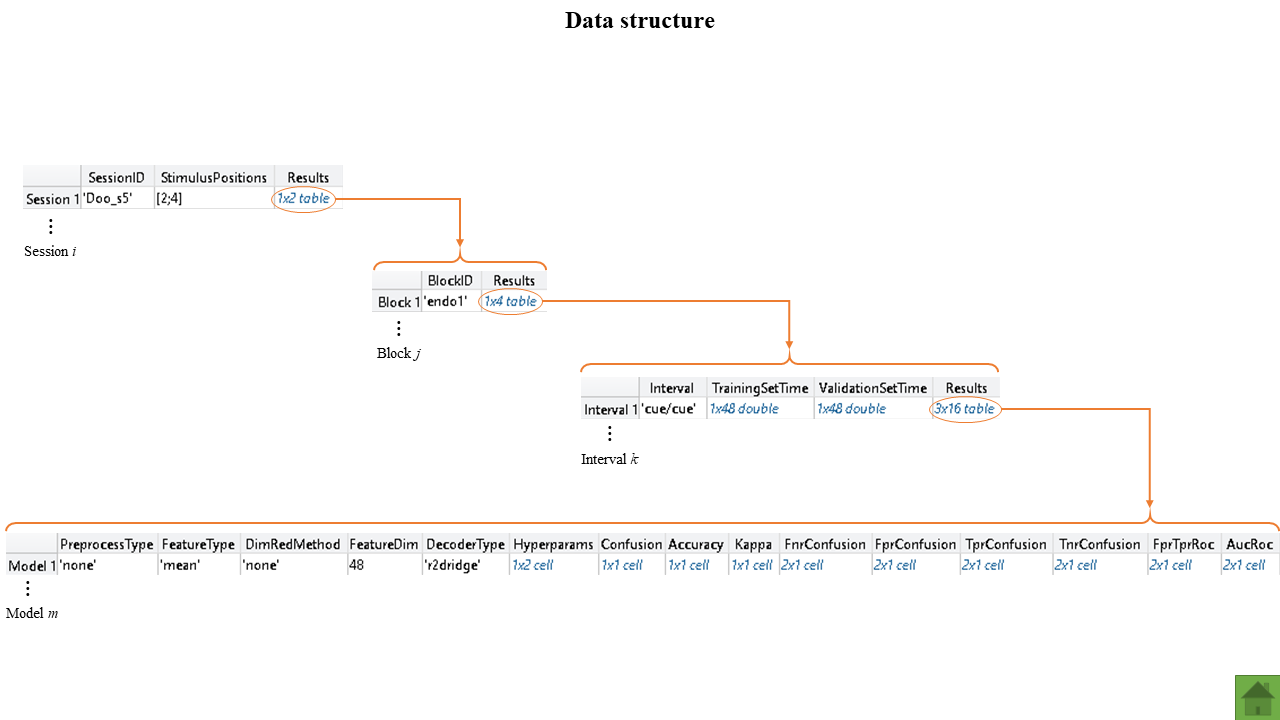 Data structure
SessionID StimulusPositions Results
Session 1 'Doo_s5' [2;4] 1x2 table
⋮
Session i
BlockID Results
Block 1 'endo1' 1x4 table
⋮
Block j
Interval TrainingSetTime ValidationSetTime Results
Interval 1 'cue/cue' 1x48 double 1x48 double 3x16 table
⋮
Interval k
PreprocessType FeatureType DimRedMethod FeatureDim DecoderType Hyperparams Confusion Accuracy Kappa FnrConfusion FprConfusion TprConfusion TnrConfusion FprTprRoc AucRoc
Model 1 'none' 'mean' 'none' 48 'r2dridge' 1x2 cell 1x1 cell 1x1 cell 1x1 cell 2x1 cell 2x1 cell 2x1 cell 2x1 cell 2x1 cell 2x1 cell
⋮
Model m